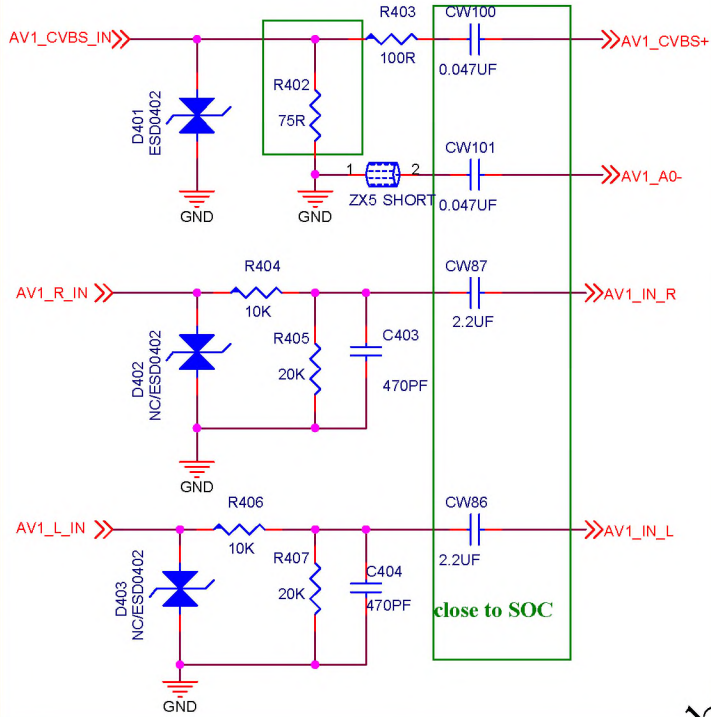 R403
CW100
AV1_CVBS_IN
AV1_CVBS+
100R
0.047UF
R402
75R
D401
ESD0402
CW101
1
2
AV1_A0-
ZX5 SHORT
0.047UF
GND
GND
R404
CW87
AV1_R_IN
AV1_IN_R
10K
2.2UF
R405
C403
20K
470PF
D402
NC/ESD0402
GND
R406
CW86
AV1_L_IN
AV1_IN_L
10K
2.2UF
R407
C404
20K
470PF
D403
NC/ESD0402
close to SOC
GND